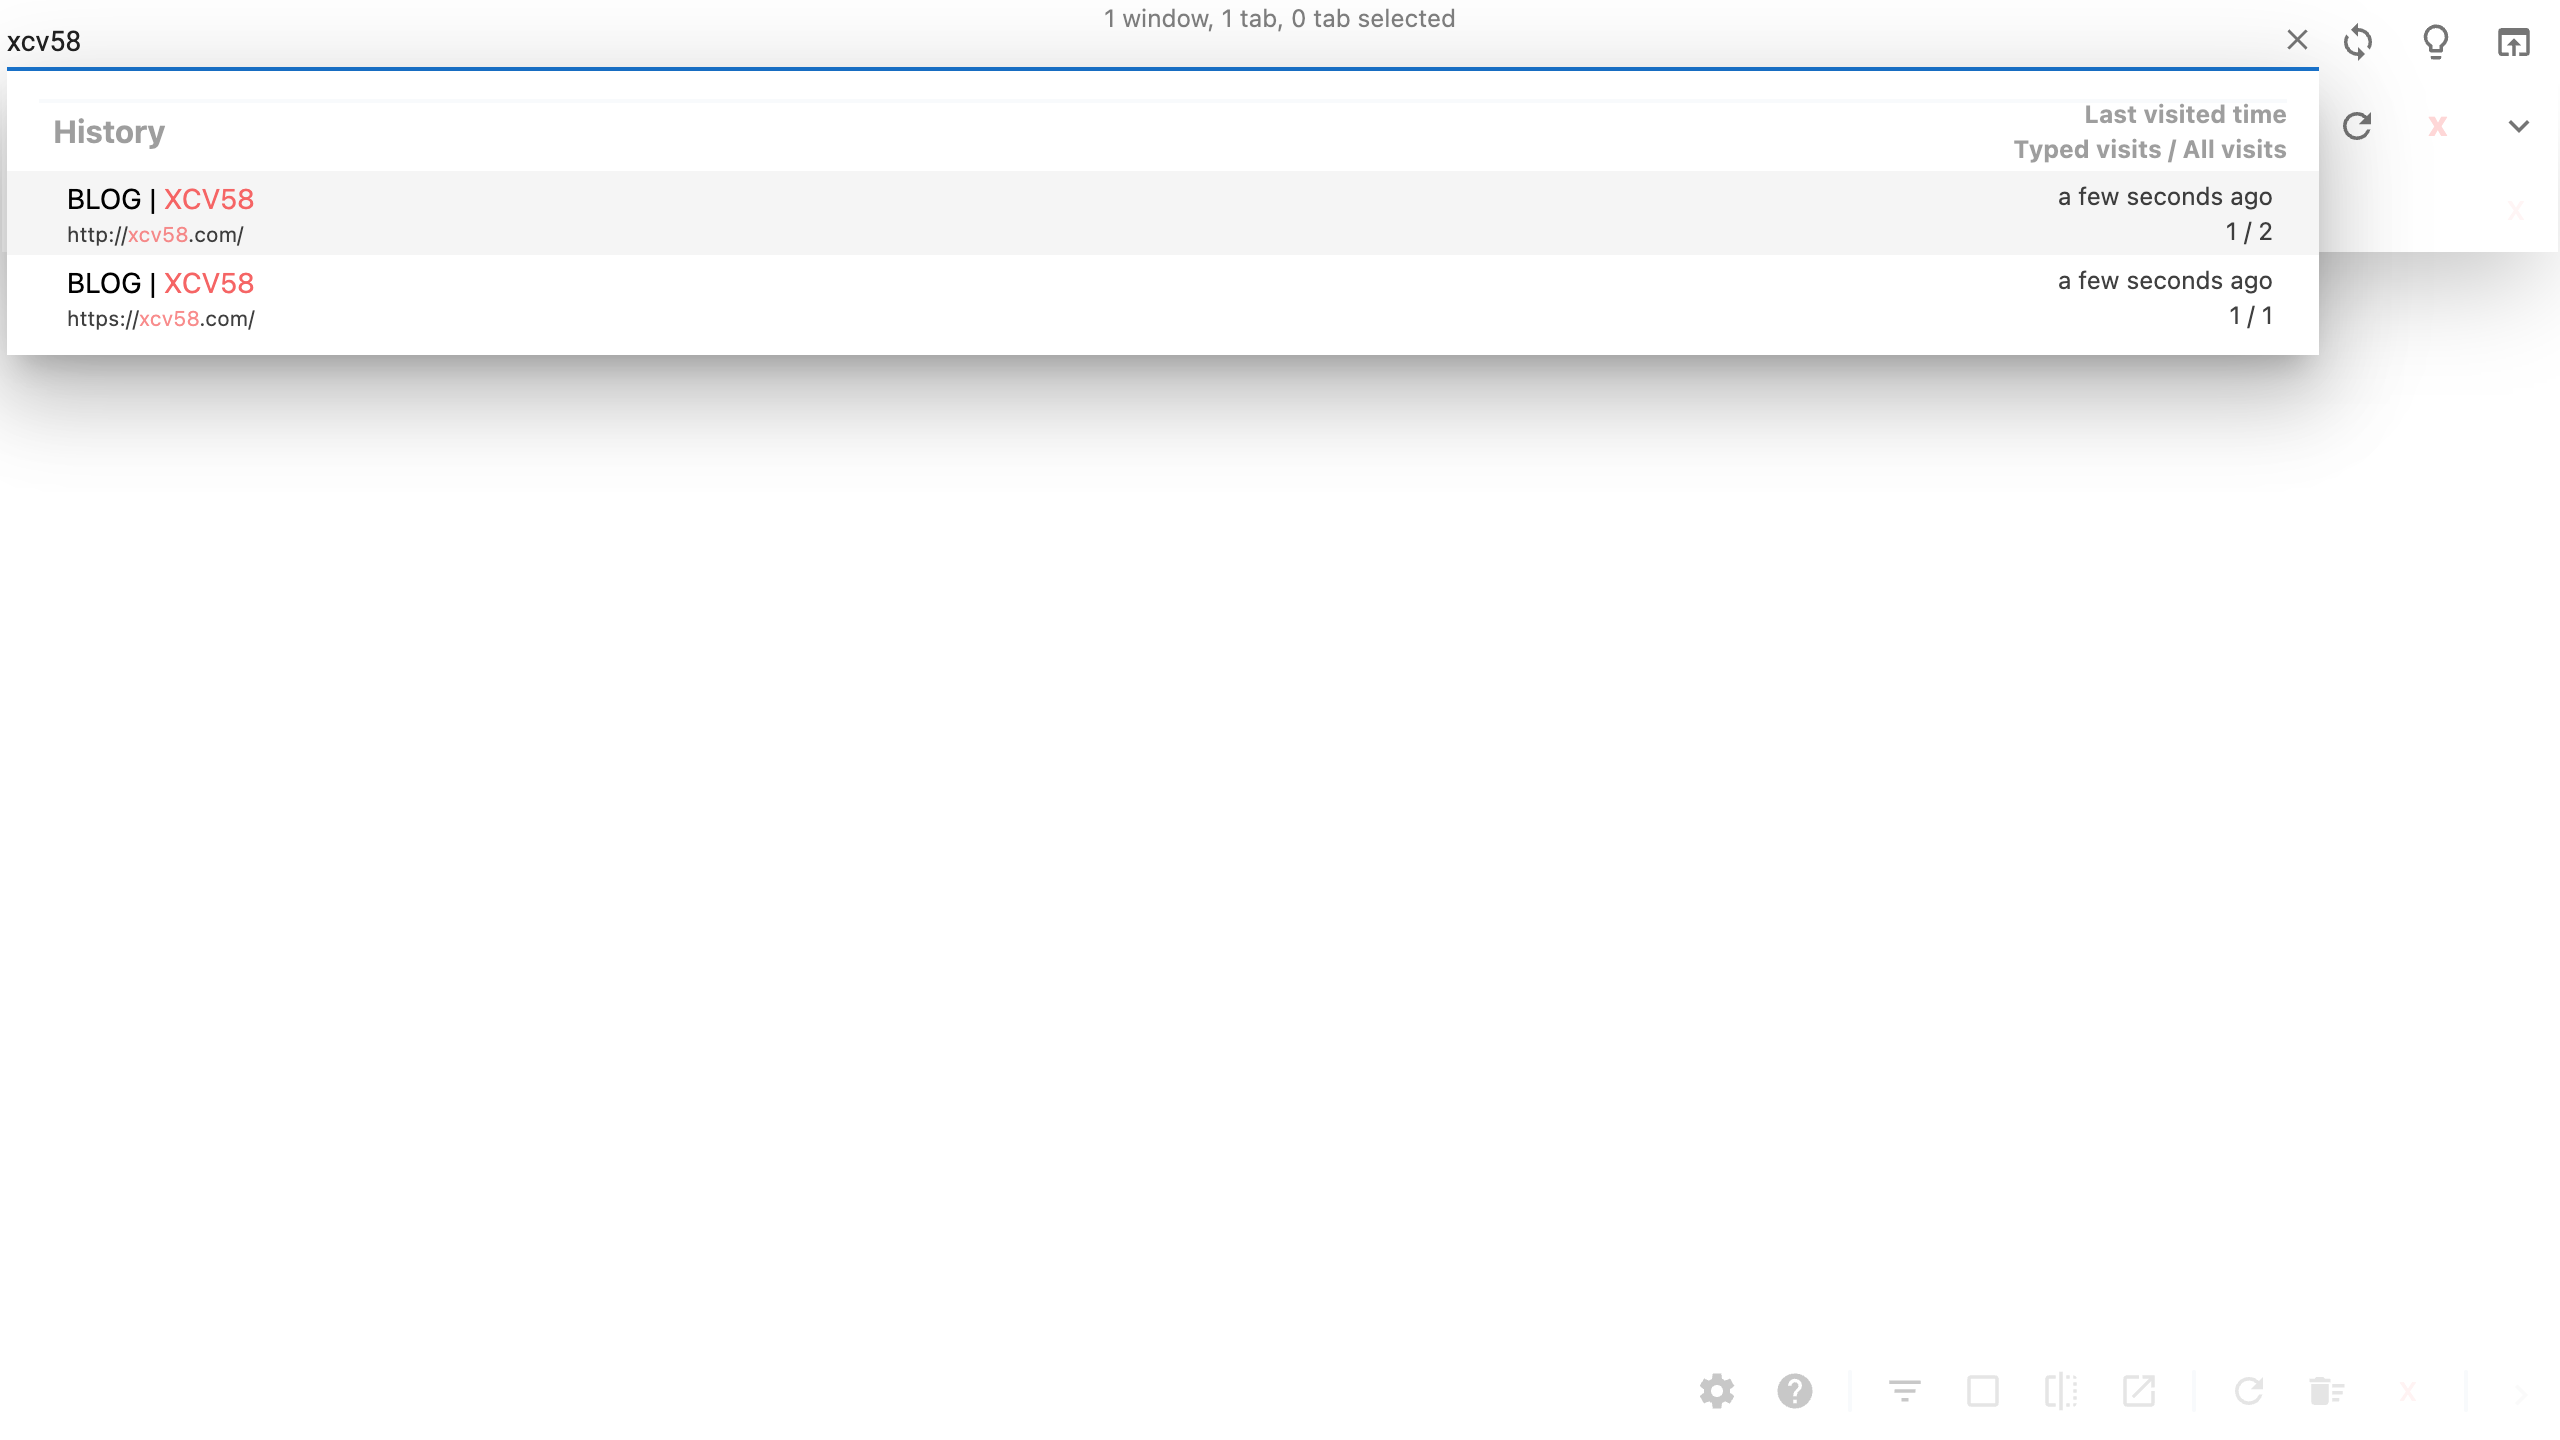 1 window, 1 tab, 0 tab selected
xcv58
History
Last visited time
Typed visits / All visits
BLOG | XCV58
a few seconds ago
http://xcv58.com/
1 / 2
BLOG | XCV58
a few seconds ago
https://xcv58.com/
1 / 1